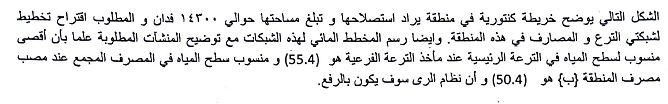 الشكل التالي يوضح خريطة كنتورية في منطقة يراد استصلاحها و تبلغ مساحتها حوالي ١٤٣٠٠ فدان و المطلوب اقتراح تخطيط
لشبكتي الترع و المصارف في هذه المنطقة. وايضا رسم المخطط المائي لهذه الشبكات مع توضيح المنشآت المطلوبة علما بأن أقصى
منسوب لسطح المياه في الترعة الرئيسية عند مأخذ الترعة الفرعية هو (55.4) و منسوب سطح المياه في المصرف المجمع عند مصب
مصرف المنطقة {ب} هو (50.4) و أن نظام الرى سوف يكون بالرفع.